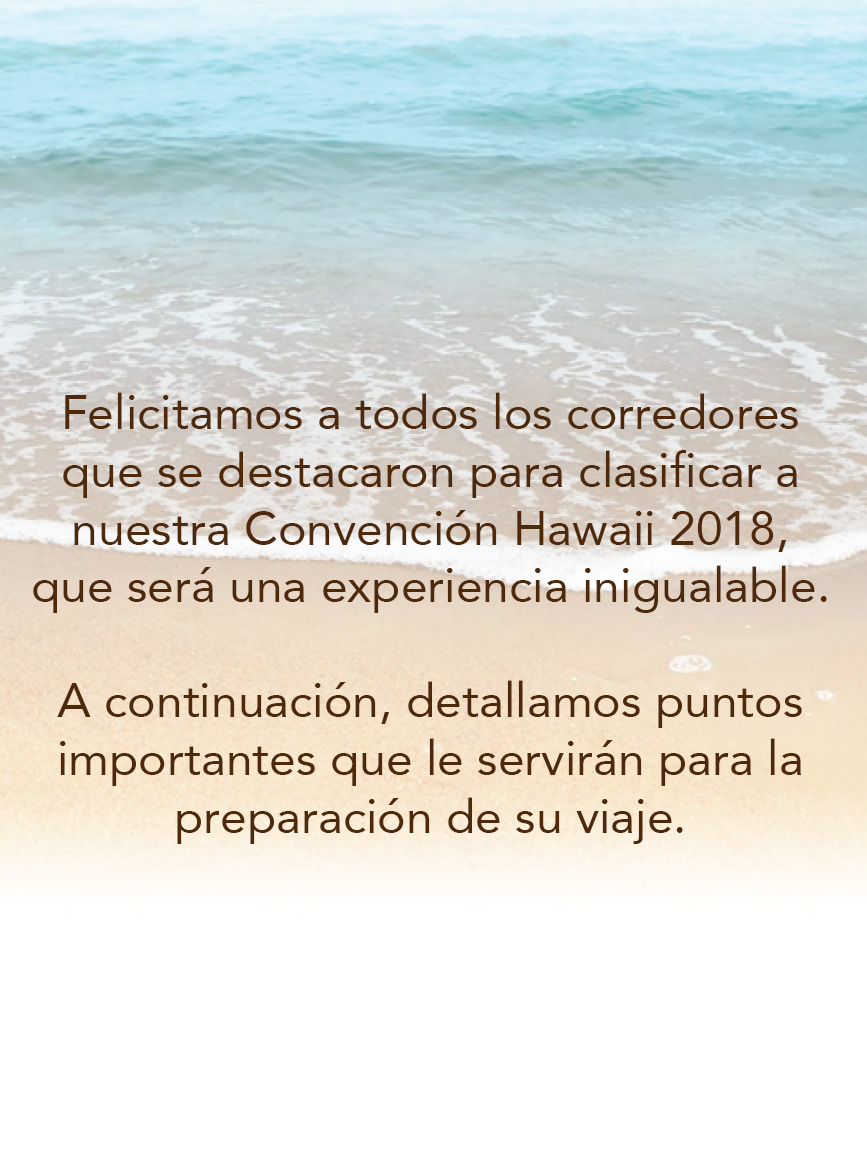 Felicitamos a todos los corredores
que se destacaron para clasificar a
nuestra Convención Hawaii 2018,
que será una experiencia inigualable.
A continuación, detallamos puntos
importantes que le servirán para la
preparación de su viaje.